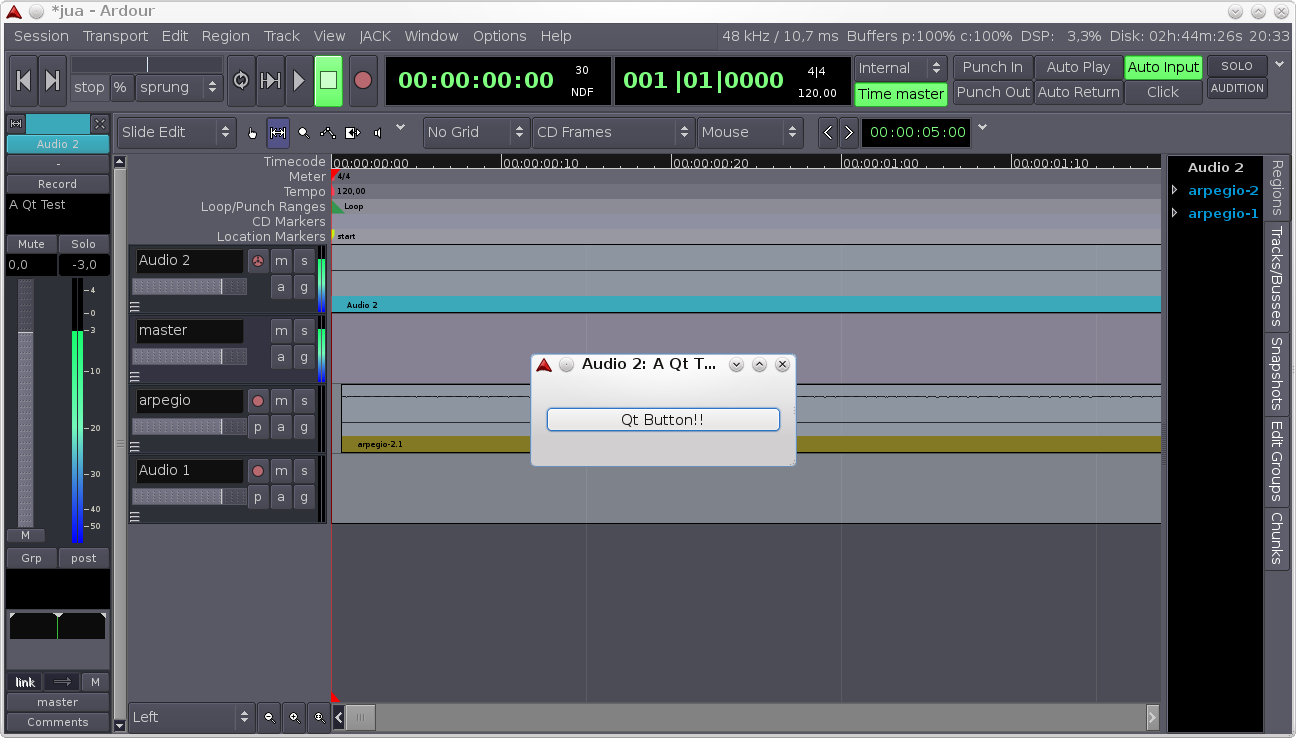 *jua - Ardour
Session Transport Edit Region Track View JACK Window Options Help 48 kHz / 10,7 ms Buffers p:100% c:100% DSP: 3,3% Disk: 02h:44m:26s 20:33
stop % sprung
00:00:00:00 30 NDF
001 |01|0000 4|4 120,00
Internal Time master
Punch In Auto Play Auto Input SOLO
Punch Out Auto Return Click AUDITION
Slide Edit No Grid CD Frames Mouse 00:00:05:00
Audio 2
-
Record
A Qt Test
Mute Solo
0,0 -3,0
-4
-0
-3
-10
-20
-30
-40
-50
M
Grp post
link M
master
Comments
Timecode 00:00:00:00 00:00:00:10 00:00:00:20 00:00:01:00 00:00:01:10
Meter 4/4
Tempo 120,00
Loop/Punch Ranges Loop
CD Markers
Location Markers start
Audio 2 m s
a g
Audio 2
master m s
a g
arpegio m s
p a g
arpegio-2.1
Audio 1 m s
p a g
Audio 2: A Qt T...
Qt Button!!
Left
Audio 2
arpegio-2
arpegio-1
Regions
Tracks/Busses
Snapshots
Edit Groups
Chunks